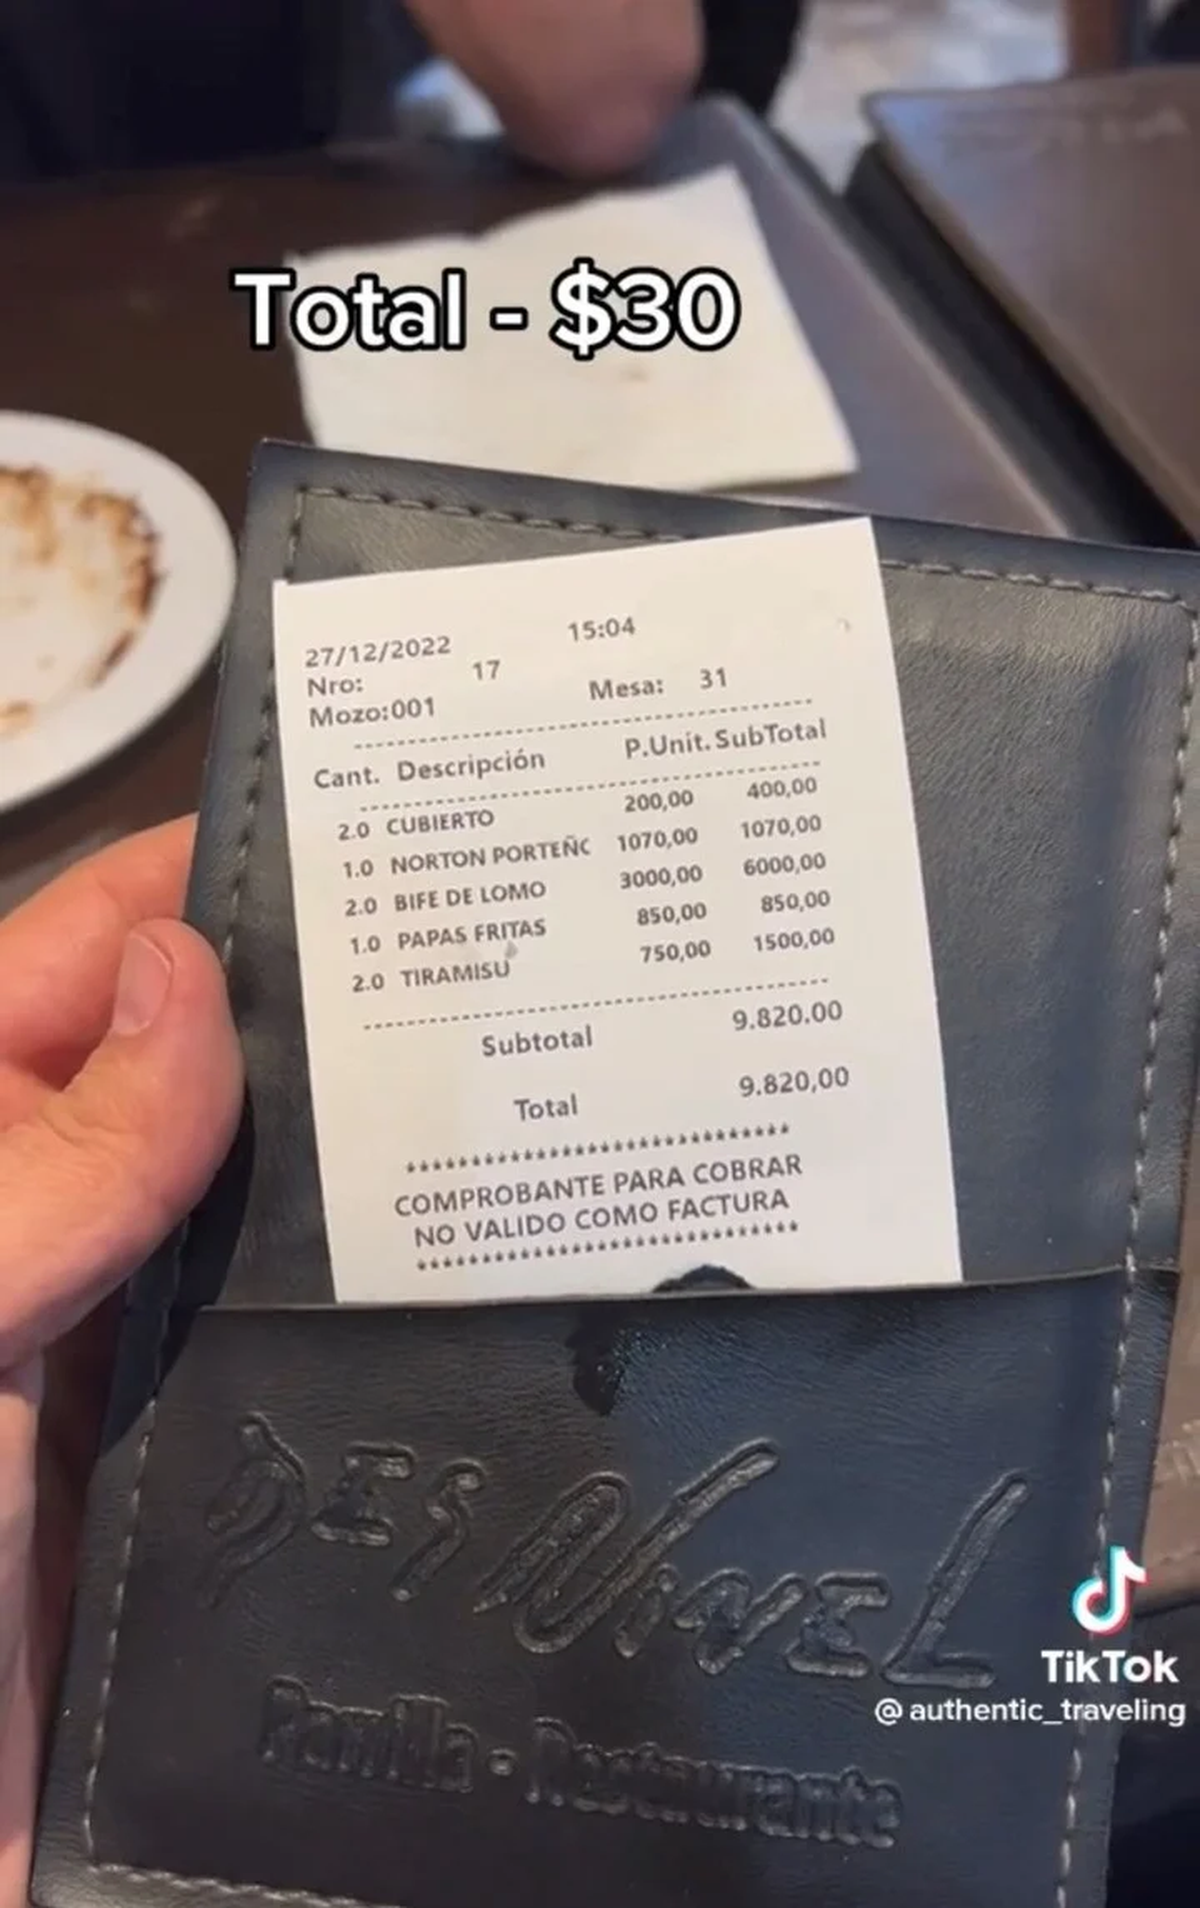 Total - $30
27/12/2022 15:04
Nro: 17
Mozo:001 Mesa: 31
Cant. Descripción P.Unit. SubTotal
2.0 CUBIERTO 200,00 400,00
1.0 NORTON PORTEÑC 1070,00 1070,00
2.0 BIFE DE LOMO 3000,00 6000,00
1.0 PAPAS FRITAS 850,00 850,00
2.0 TIRAMISU 750,00 1500,00
Subtotal 9.820.00
Total 9.820,00
******************************
COMPROBANTE PARA COBRAR
NO VALIDO COMO FACTURA
******************************
DESNiVEL
Parrilla - Restaurante
TikTok
@authentic_traveling